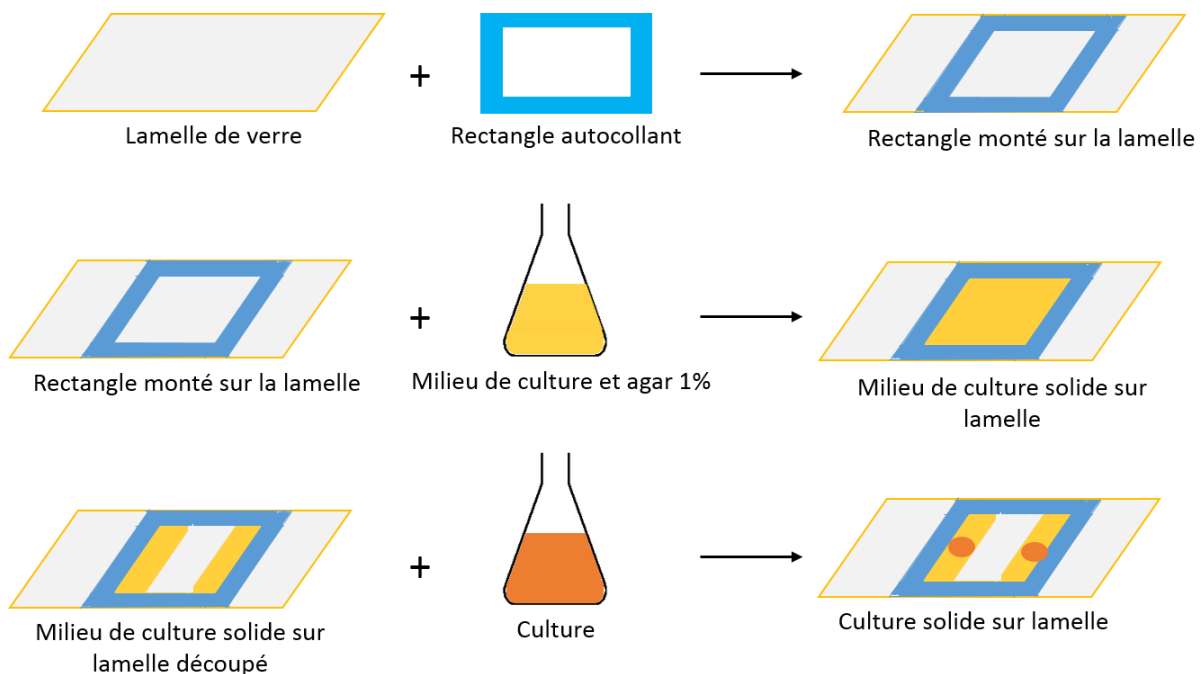 +
Lamelle de verre
Rectangle autocollant
Rectangle monté sur la lamelle
+
Rectangle monté sur la lamelle
Milieu de culture et agar 1%
Milieu de culture solide sur
lamelle
+
Milieu de culture solide sur
lamelle découpé
Culture
Culture solide sur lamelle